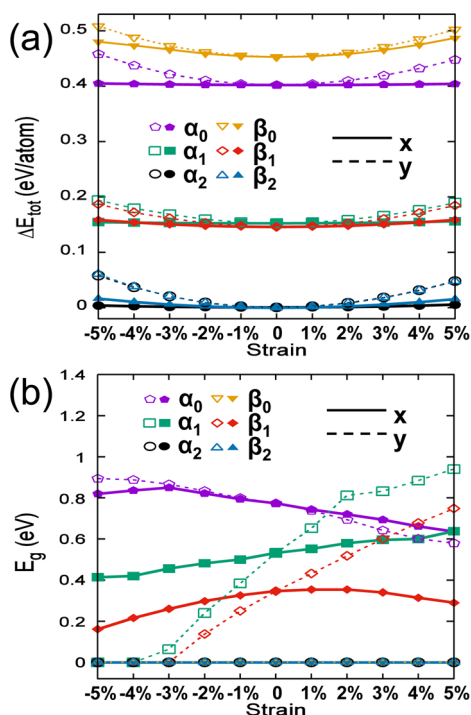 (a)
ΔE_tot (eV/atom)
0.5
0.4
0.3
0.2
0.1
0
α₀ β₀ x
α₁ β₁ y
α₂ β₂
-5% -4% -3% -2% -1% 0 1% 2% 3% 4% 5%
Strain
(b)
E_g (eV)
1.4
1.2
1
0.8
0.6
0.4
0.2
0
α₀ β₀ x
α₁ β₁ y
α₂ β₂
-5% -4% -3% -2% -1% 0 1% 2% 3% 4% 5%
Strain